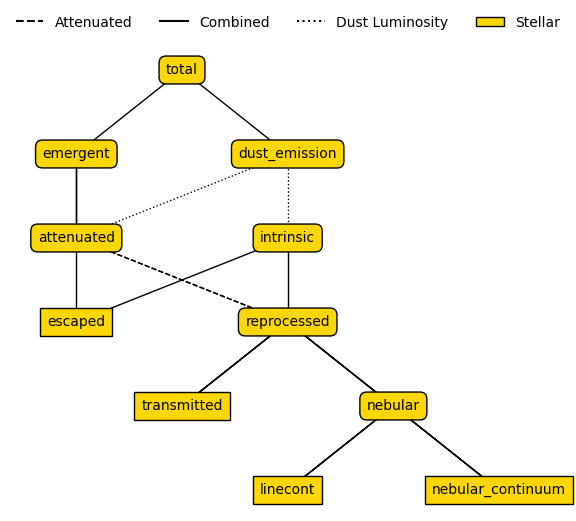 Attenuated Combined Dust Luminosity Stellar
total
emergent dust_emission
attenuated intrinsic
escaped reprocessed
transmitted nebular
linecont nebular_continuum